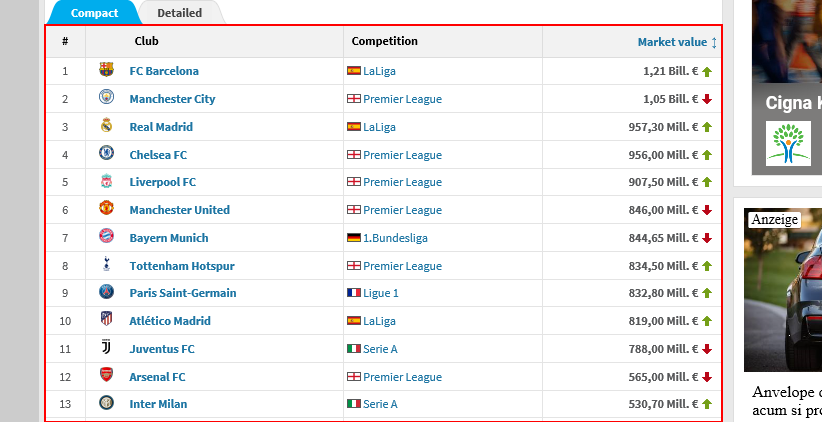 Compact Detailed
# Club Competition Market value
1 FC Barcelona LaLiga 1,21 Bill. €
2 Manchester City Premier League 1,05 Bill. €
3 Real Madrid LaLiga 957,30 Mill. €
4 Chelsea FC Premier League 956,00 Mill. €
5 Liverpool FC Premier League 907,50 Mill. €
6 Manchester United Premier League 846,00 Mill. €
7 Bayern Munich 1.Bundesliga 844,65 Mill. €
8 Tottenham Hotspur Premier League 834,50 Mill. €
9 Paris Saint-Germain Ligue 1 832,80 Mill. €
10 Atlético Madrid LaLiga 819,00 Mill. €
11 Juventus FC Serie A 788,00 Mill. €
12 Arsenal FC Premier League 565,00 Mill. €
13 Inter Milan Serie A 530,70 Mill. €
Cigna
Anzeige
Anvelope
acum si